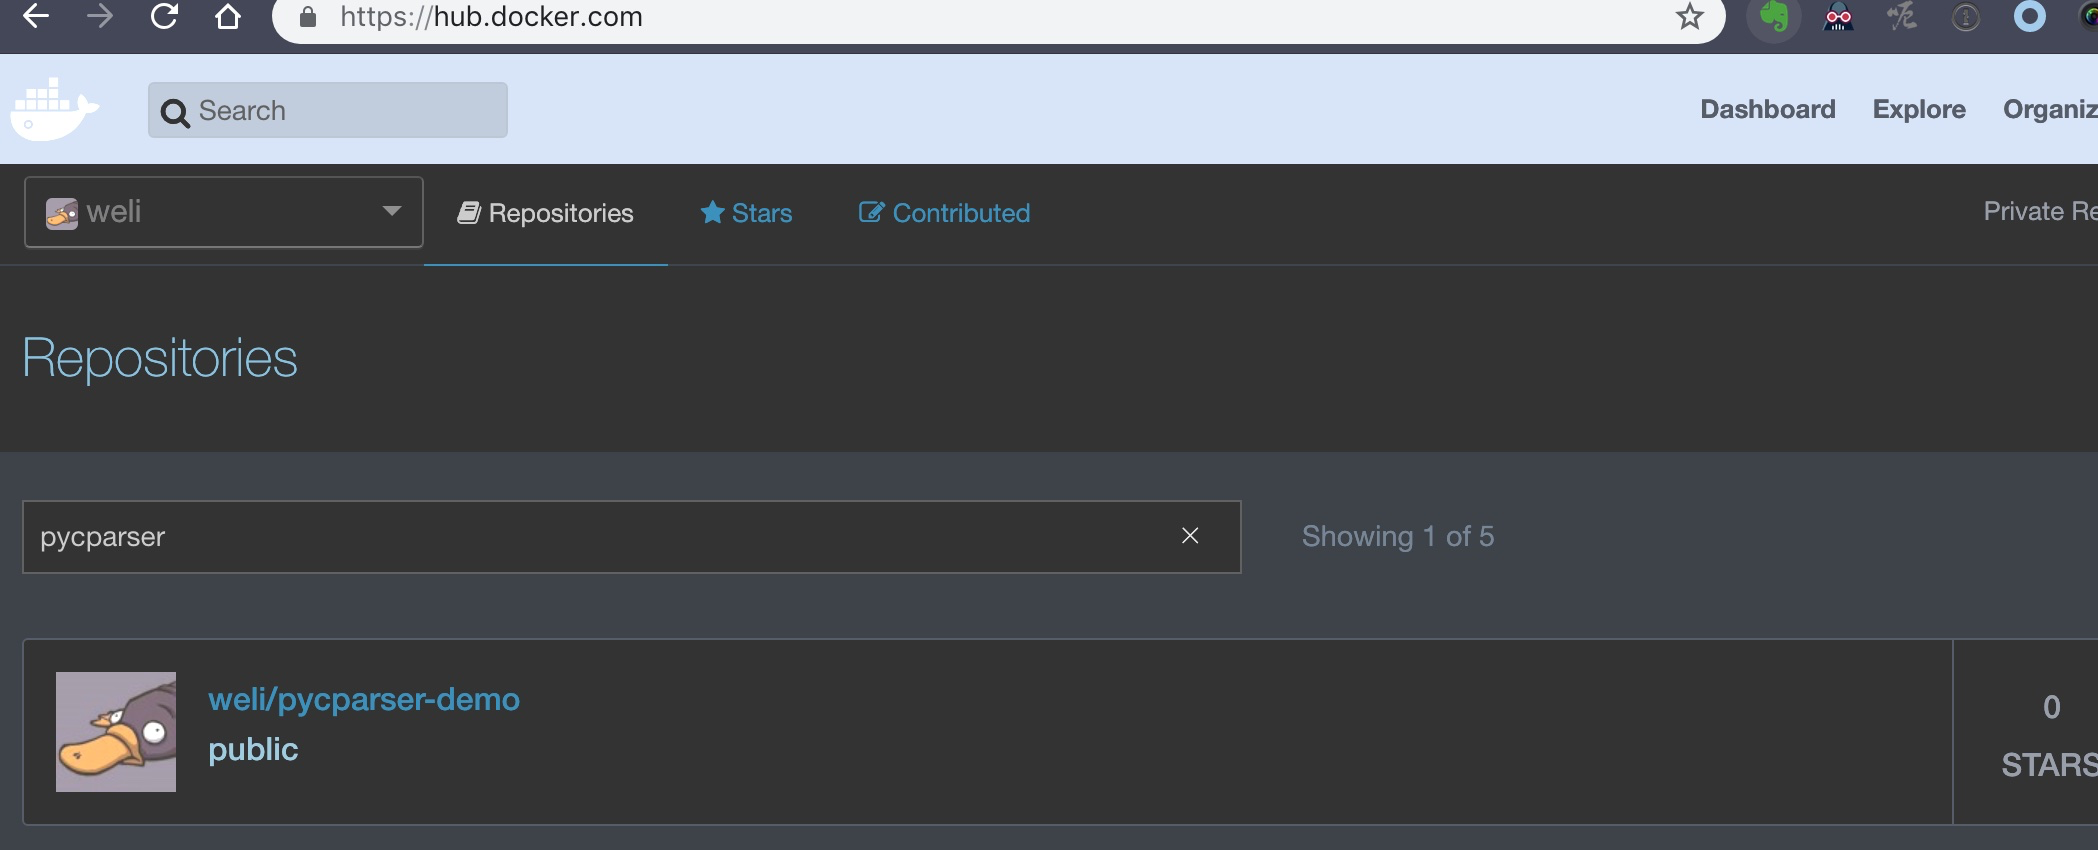 https://hub.docker.com
Search
Dashboard Explore Organiz
weli Repositories Stars Contributed Private Re
Repositories
pycparser Showing 1 of 5
weli/pycparser-demo
public
0
STARS